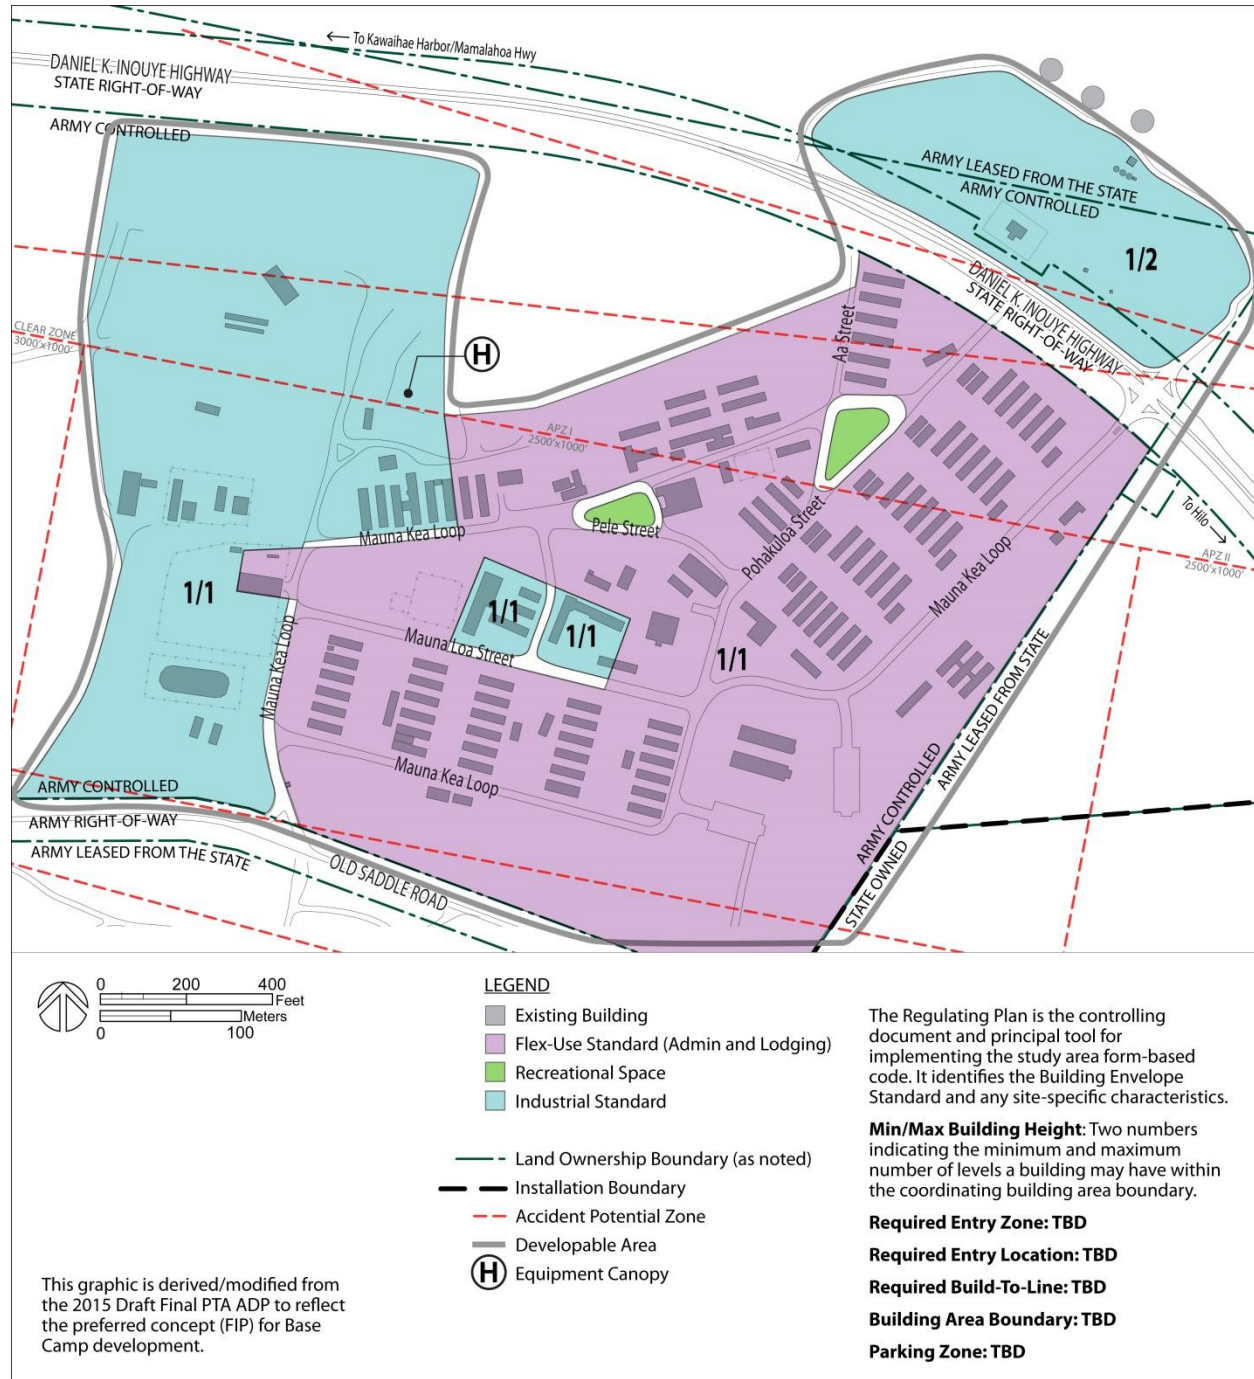 ← To Kawaihae Harbor/Mamalahoa Hwy
DANIEL K. INOUYE HIGHWAY
STATE RIGHT-OF-WAY
ARMY CONTROLLED
ARMY LEASED FROM THE STATE
ARMY CONTROLLED
1/2
DANIEL K. INOUYE HIGHWAY
STATE RIGHT-OF-WAY
CLEAR ZONE
3000'x1000'
H
Aa Street
APZ I
2500'x1000'
Mauna Kea Loop
Pele Street
Pohakuloa Street
To Hilo →
APZ II
2500'x1000'
1/1
1/1
1/1
1/1
Mauna Kea Loop
Mauna Loa Street
Mauna Kea Loop
Mauna Kea Loop
ARMY CONTROLLED
ARMY LEASED FROM STATE
ARMY CONTROLLED
STATE OWNED
ARMY RIGHT-OF-WAY
ARMY LEASED FROM THE STATE
OLD SADDLE ROAD
0 200 400
Feet
Meters
0 100
LEGEND
Existing Building
Flex-Use Standard (Admin and Lodging)
Recreational Space
Industrial Standard
Land Ownership Boundary (as noted)
Installation Boundary
Accident Potential Zone
Developable Area
H Equipment Canopy
The Regulating Plan is the controlling
document and principal tool for
implementing the study area form-based
code. It identifies the Building Envelope
Standard and any site-specific characteristics.
Min/Max Building Height: Two numbers
indicating the minimum and maximum
number of levels a building may have within
the coordinating building area boundary.
Required Entry Zone: TBD
Required Entry Location: TBD
Required Build-To-Line: TBD
Building Area Boundary: TBD
Parking Zone: TBD
This graphic is derived/modified from
the 2015 Draft Final PTA ADP to reflect
the preferred concept (FIP) for Base
Camp development.